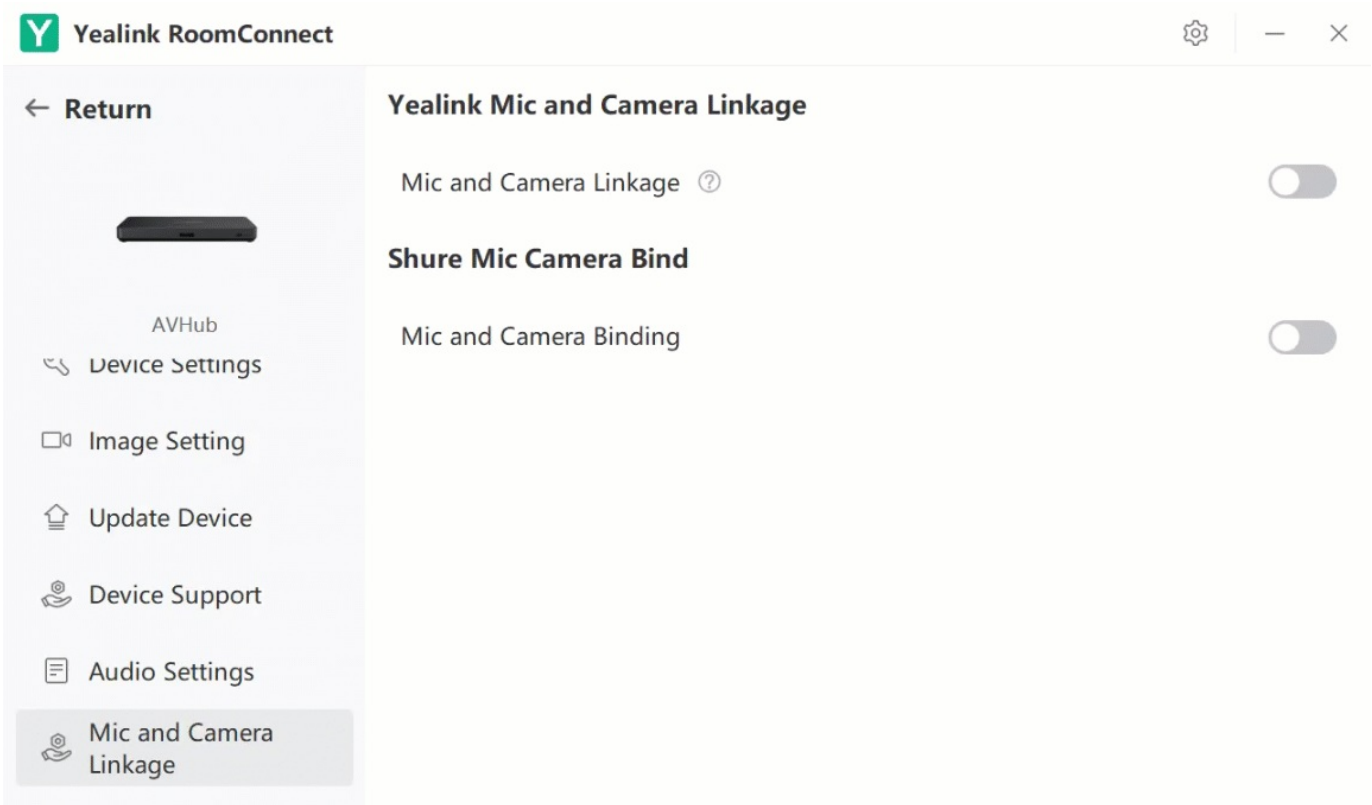 Yealink RoomConnect
Return
AVHub
Device Settings
Image Setting
Update Device
Device Support
Audio Settings
Mic and Camera
Linkage
Yealink Mic and Camera Linkage
Mic and Camera Linkage
Shure Mic Camera Bind
Mic and Camera Binding